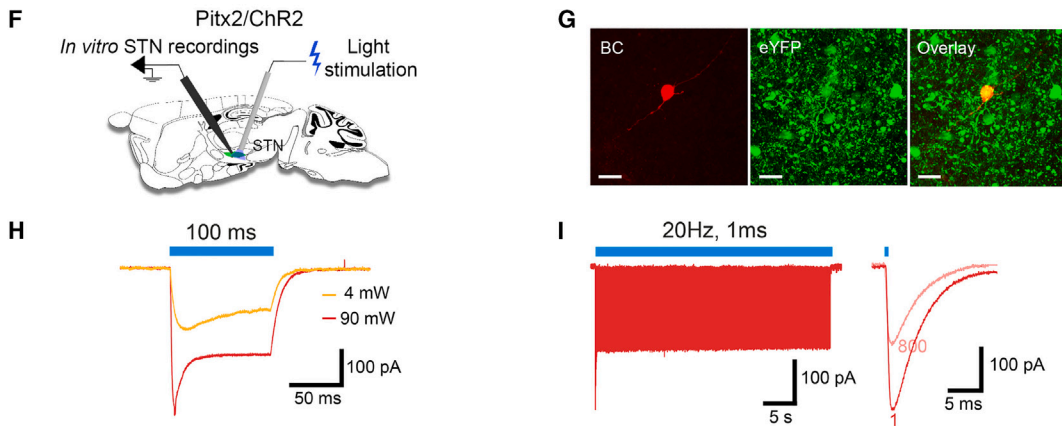 F
Pitx2/ChR2
In vitro STN recordings
Light
stimulation
STN
G
BC
eYFP
Overlay
H
100 ms
4 mW
90 mW
100 pA
50 ms
I
20Hz, 1ms
800
1
100 pA
5 s
100 pA
5 ms